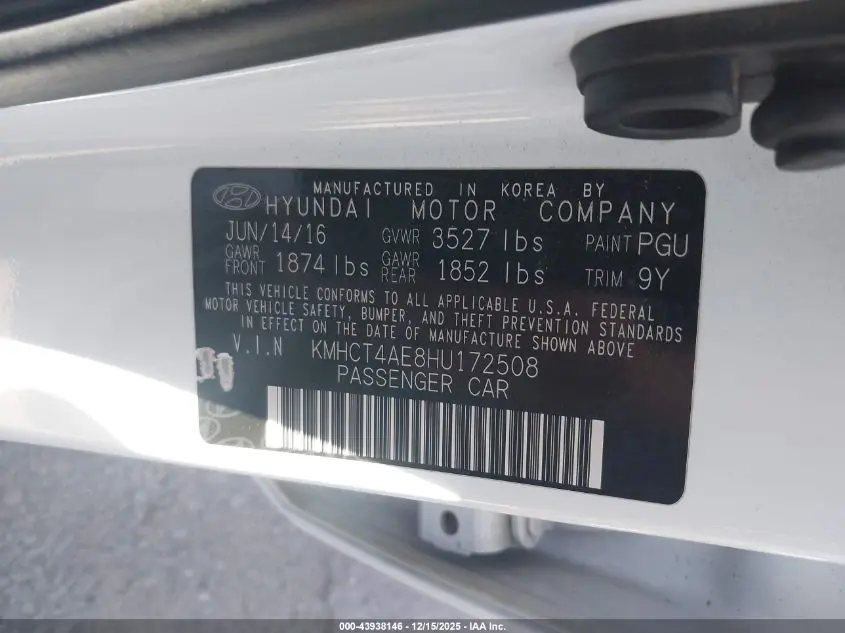 MANUFACTURED IN KOREA BY
HYUNDAI MOTOR COMPANY
JUN/14/16 GVWR 3527 lbs PAINT PGU
GAWR FRONT 1874 lbs GAWR REAR 1852 lbs TRIM 9Y
THIS VEHICLE CONFORMS TO ALL APPLICABLE U.S.A. FEDERAL
MOTOR VEHICLE SAFETY, BUMPER, AND THEFT PREVENTION STANDARDS
IN EFFECT ON THE DATE OF MANUFACTURE SHOWN ABOVE.
V.I.N KMHCT4AE8HU172508
PASSENGER CAR
000-43938146 - 12/15/2025 - IAA Inc.